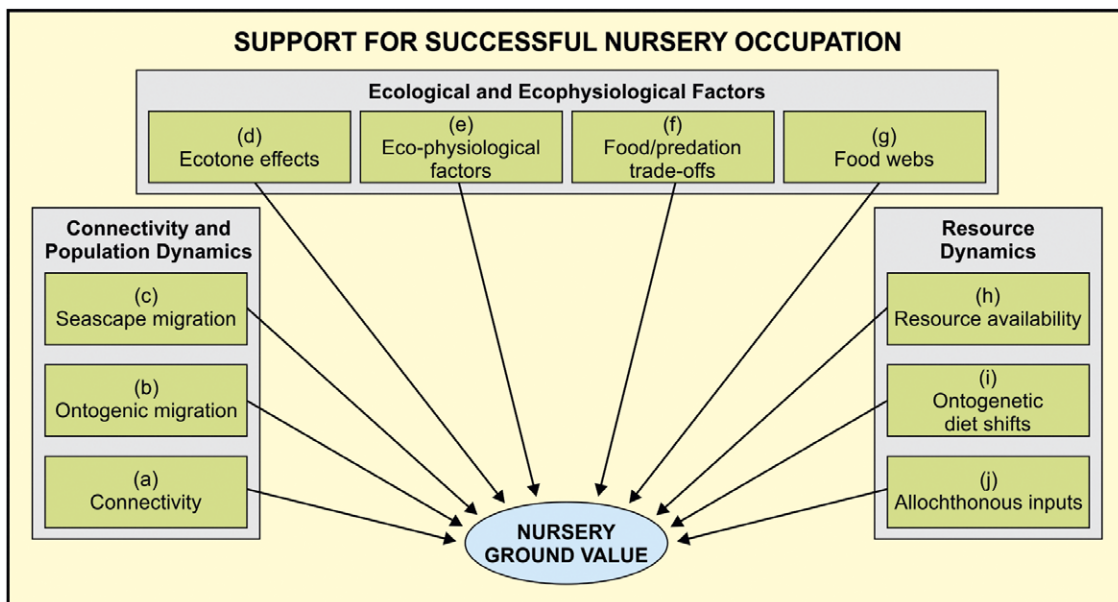 SUPPORT FOR SUCCESSFUL NURSERY OCCUPATION
Ecological and Ecophysiological Factors
(d)
Ecotone effects
(e)
Eco-physiological
factors
(f)
Food/predation
trade-offs
(g)
Food webs
Connectivity and
Population Dynamics
(c)
Seascape migration
(b)
Ontogenic migration
(a)
Connectivity
Resource
Dynamics
(h)
Resource availability
(i)
Ontogenetic
diet shifts
(j)
Allochthonous inputs
NURSERY
GROUND VALUE